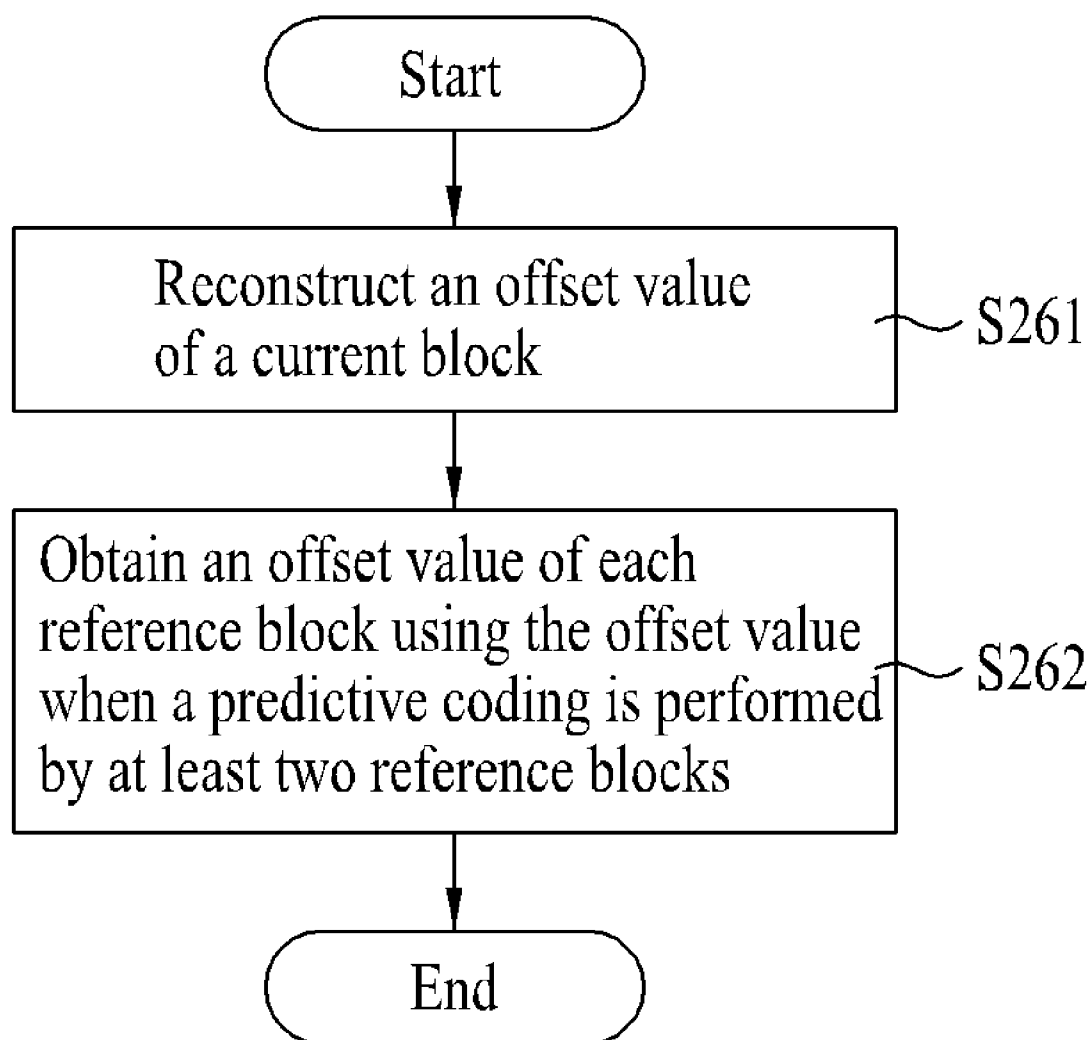 Start
Reconstruct an offset value
of a current block
S261
Obtain an offset value of each
reference block using the offset value
when a predictive coding is performed
by at least two reference blocks
S262
End